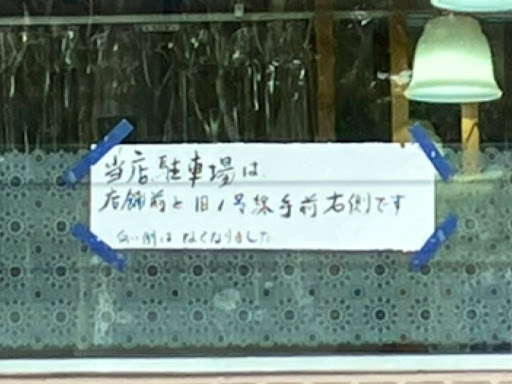 当店駐車場は
店舗前と旧1号線手前右側です
向い側はなくなりました